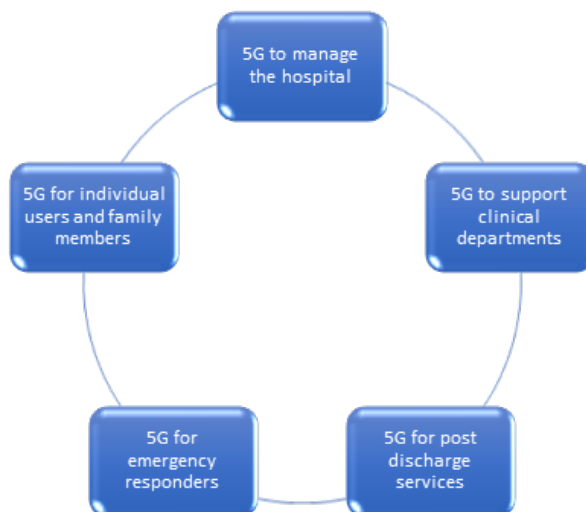 5G to manage
the hospital
5G to support
clinical
departments
5G for post
discharge
services
5G for
emergency
responders
5G for individual
users and family
members